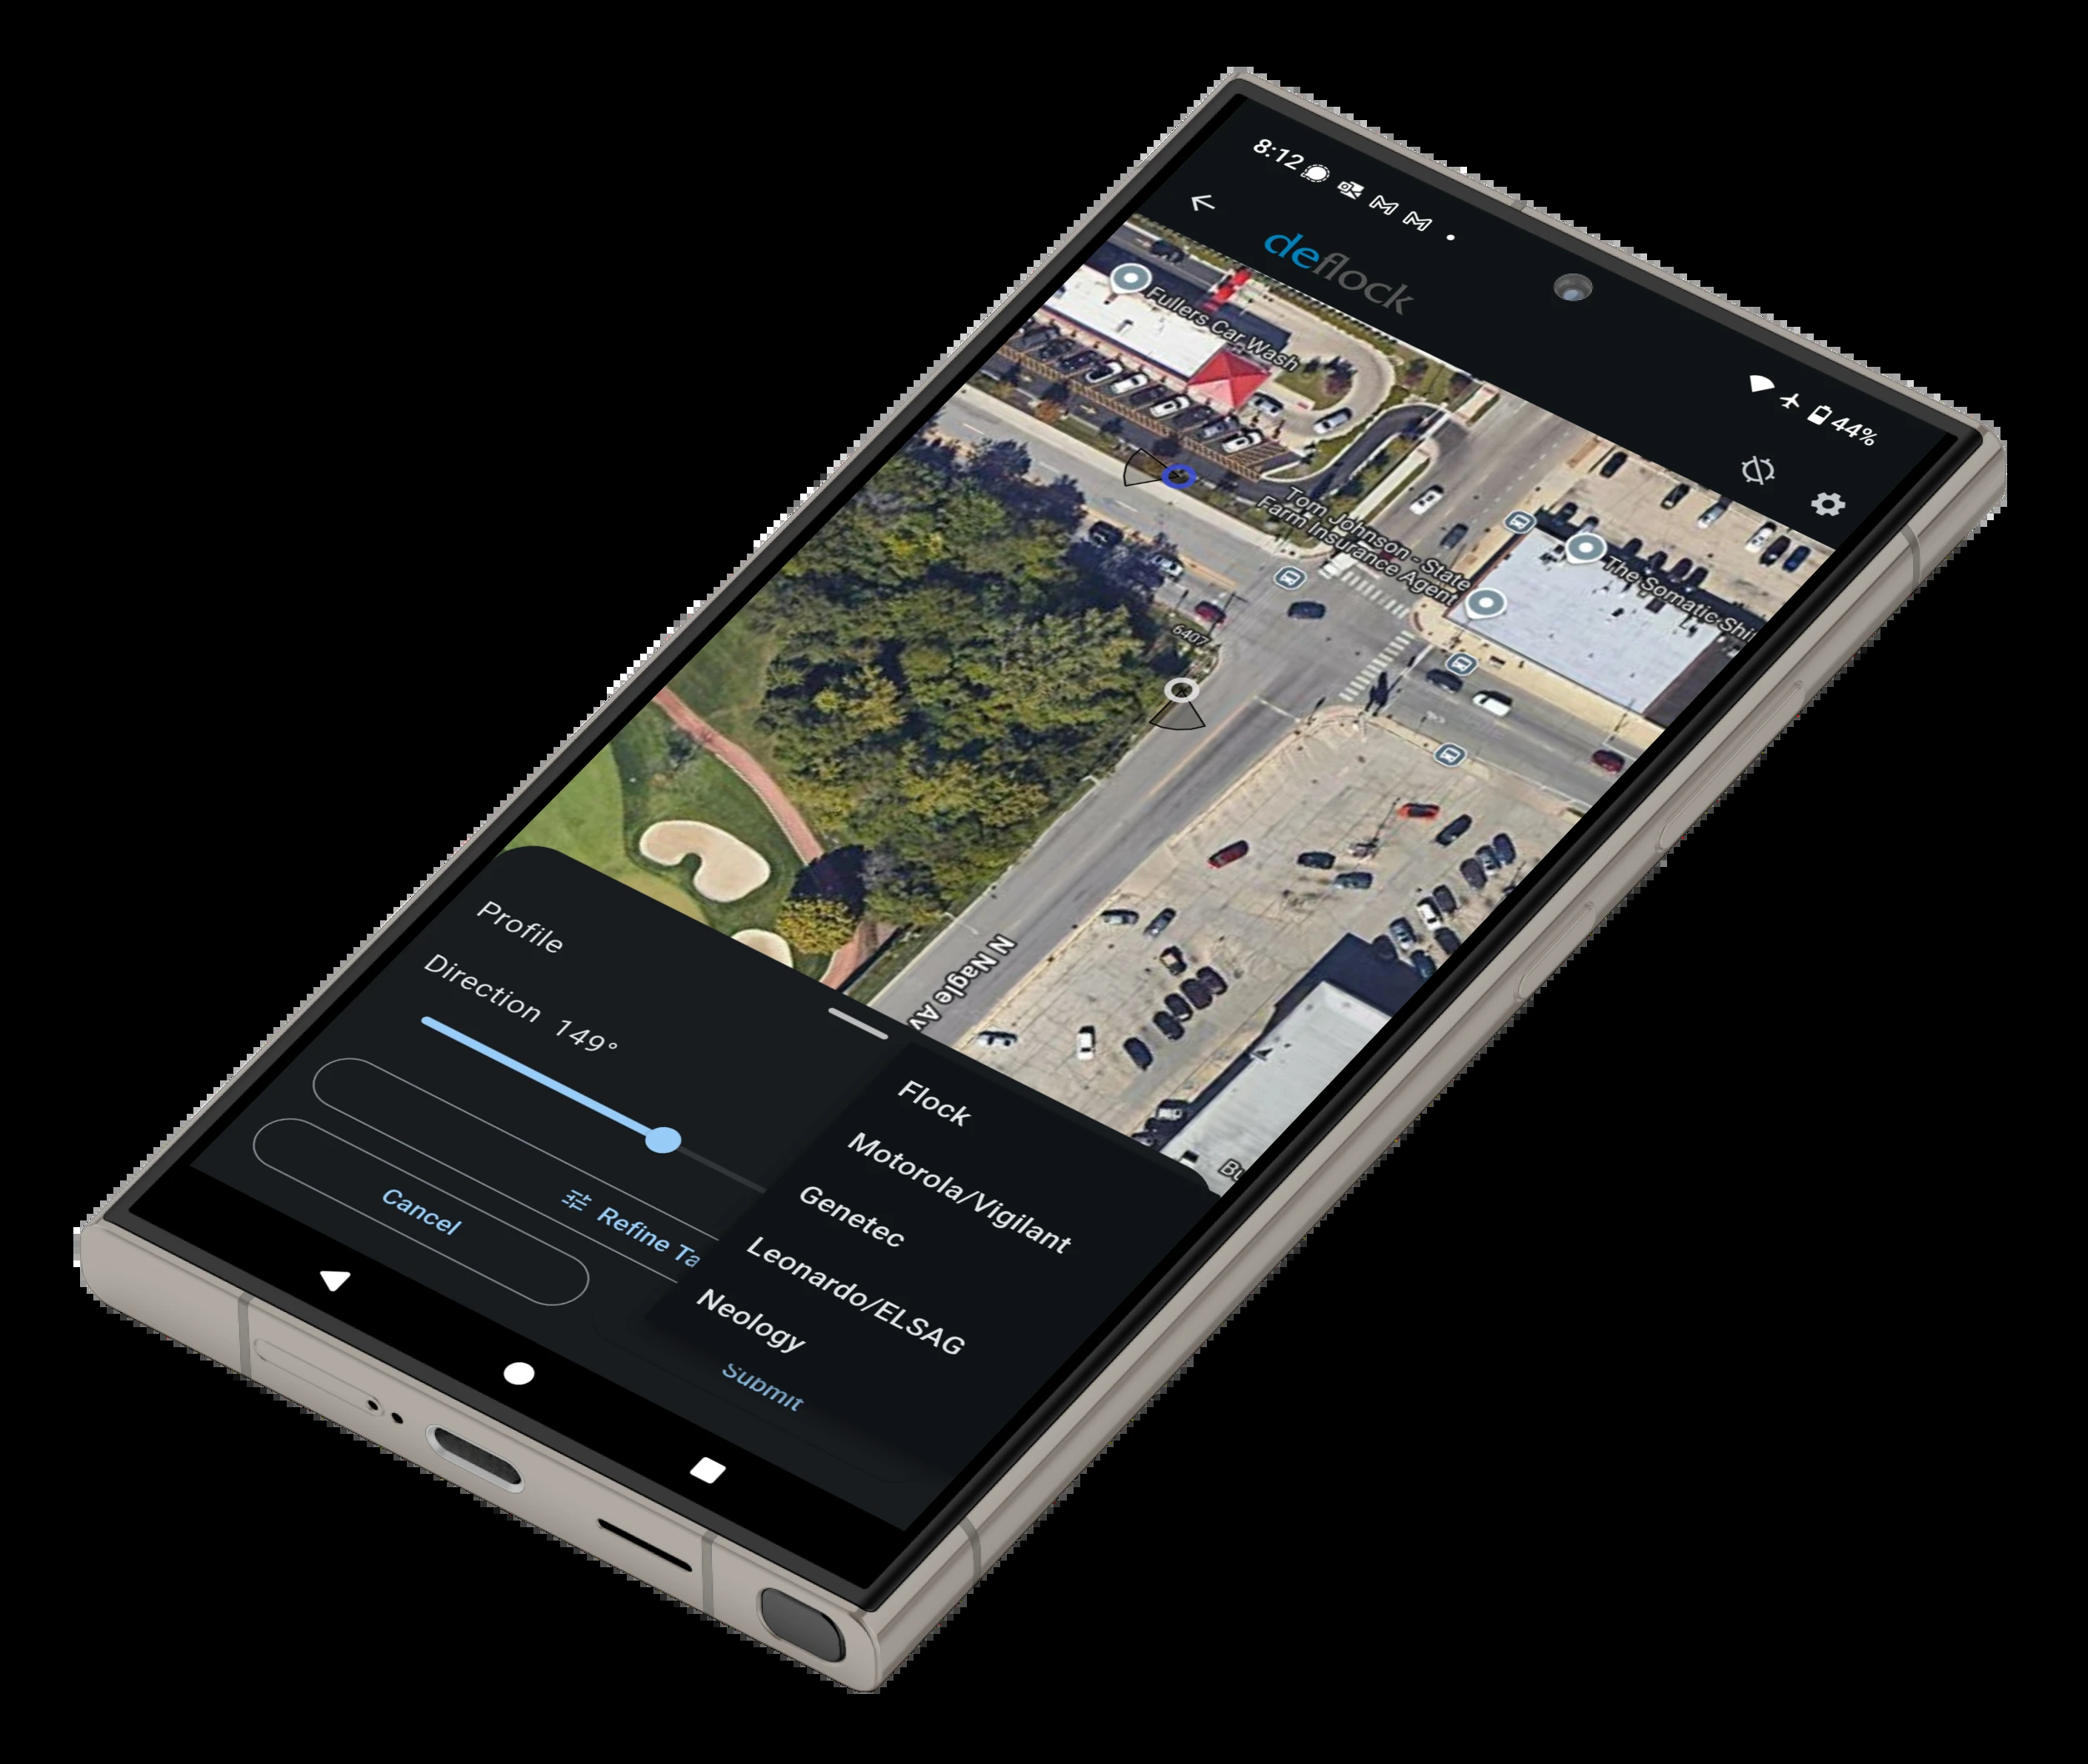 8:12
44%
deflock
Fullers Car Wash
Tom Johnson - State
Farm Insurance Agent
The Somatic Shi
6407
N Nagle Av
Bu
Profile
Direction 149°
Refine Ta
Cancel
Flock
Motorola/Vigilant
Genetec
Leonardo/ELSAG
Neology
Submit